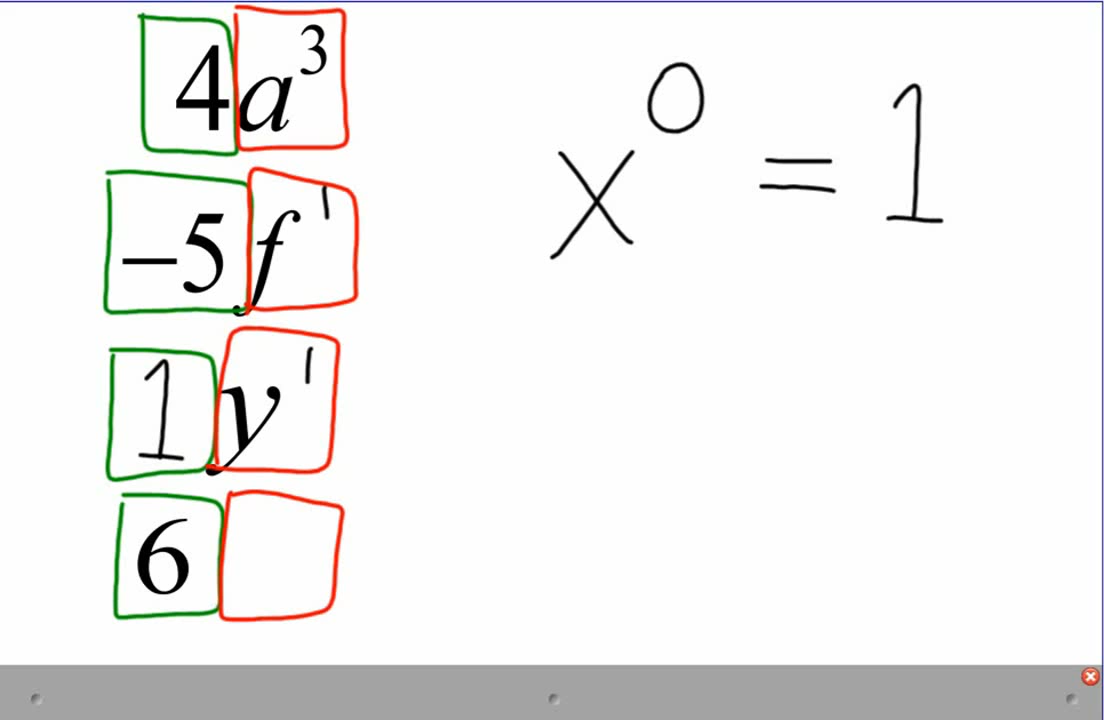 4a³
−5f¹
1y¹
6
x⁰ = 1